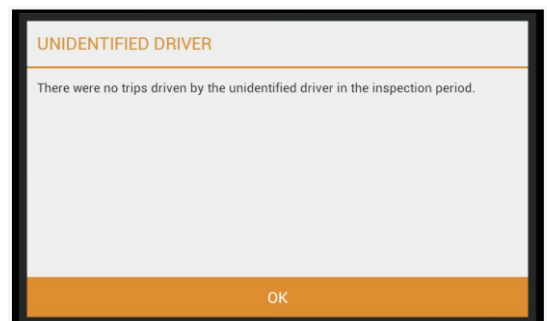 UNIDENTIFIED DRIVER
There were no trips driven by the unidentified driver in the inspection period.
OK